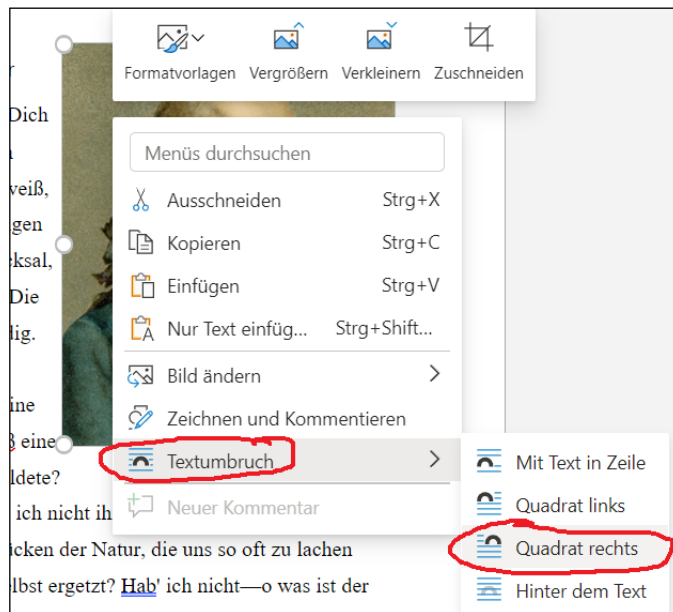 Formatvorlagen Vergrößern Verkleinern Zuschneiden
Dich
veiß,
gen
ksal,
Die
lig.
ine
eine
ldete?
ich nicht ih
icken der Natur, die uns so oft zu lachen
lbst ergetzt? Hab' ich nicht—o was ist der
Menüs durchsuchen
Ausschneiden Strg+X
Kopieren Strg+C
Einfügen Strg+V
Nur Text einfüg... Strg+Shift...
Bild ändern
Zeichnen und Kommentieren
Textumbruch
Neuer Kommentar
Mit Text in Zeile
Quadrat links
Quadrat rechts
Hinter dem Text